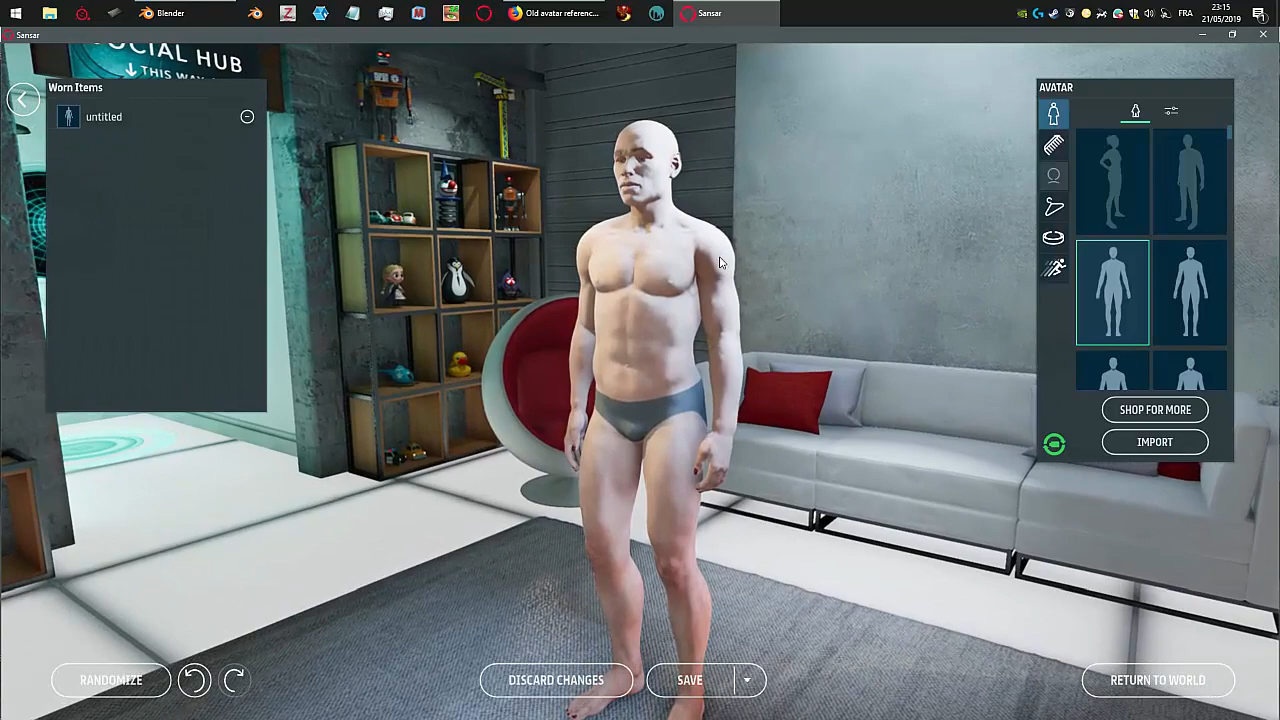 Blender
Old avatar referenc...
Sansar
FRA
23:15
21/05/2019
Sansar
SOCIAL HUB
THIS WAY
Worn Items
untitled
AVATAR
SHOP FOR MORE
IMPORT
RANDOMIZE
DISCARD CHANGES
SAVE
RETURN TO WORLD